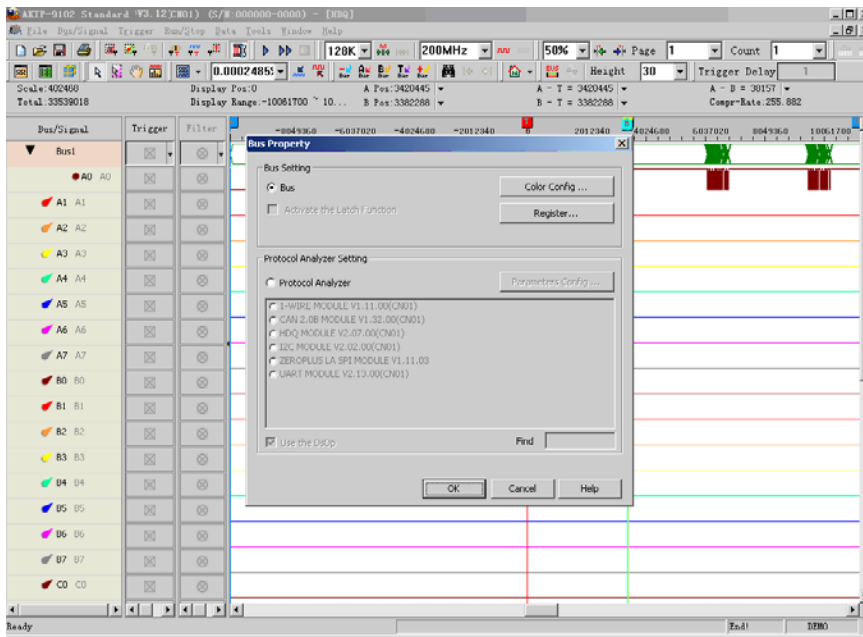 AKIP-9102 Standard V3.12(CN01) (S/N:000000-0000) - [HDQ]
File Bus/Signal Trigger Run/Stop Data Tools Window Help
128K 200MHz 50% Page 1 Count 1
0.0002485 Height 30 Trigger Delay 1
Scale:402468 Display Pos:0 A Pos:3420445 A - T = 3420445 A - B = 38157
Total:33539018 Display Range:-10061700 ~ 10... B Pos:3382288 B - T = 3382288 Compr-Rate:255.882
Bus/Signal Trigger Filter -8049360 -6037020 -4024680 -2012340 T 2012340 4024680 6037020 8049360 10061700
Bus1
A0 A0
A1 A1
A2 A2
A3 A3
A4 A4
A5 A5
A6 A6
A7 A7
B0 B0
B1 B1
B2 B2
B3 B3
B4 B4
B5 B5
B6 B6
B7 B7
C0 C0
Bus Property
Bus Setting
Bus
Color Config ...
Activate the Latch Function
Register...
Protocol Analyzer Setting
Protocol Analyzer
Parameters Config ...
1-WIRE MODULE V1.11.00(CN01)
CAN 2.0B MODULE V1.32.00(CN01)
HDQ MODULE V2.07.00(CN01)
I2C MODULE V2.02.00(CN01)
ZEROPLUS LA SPI MODULE V1.11.03
UART MODULE V2.13.00(CN01)
Use the DsDp
Find
OK Cancel Help
Ready End! DEMO